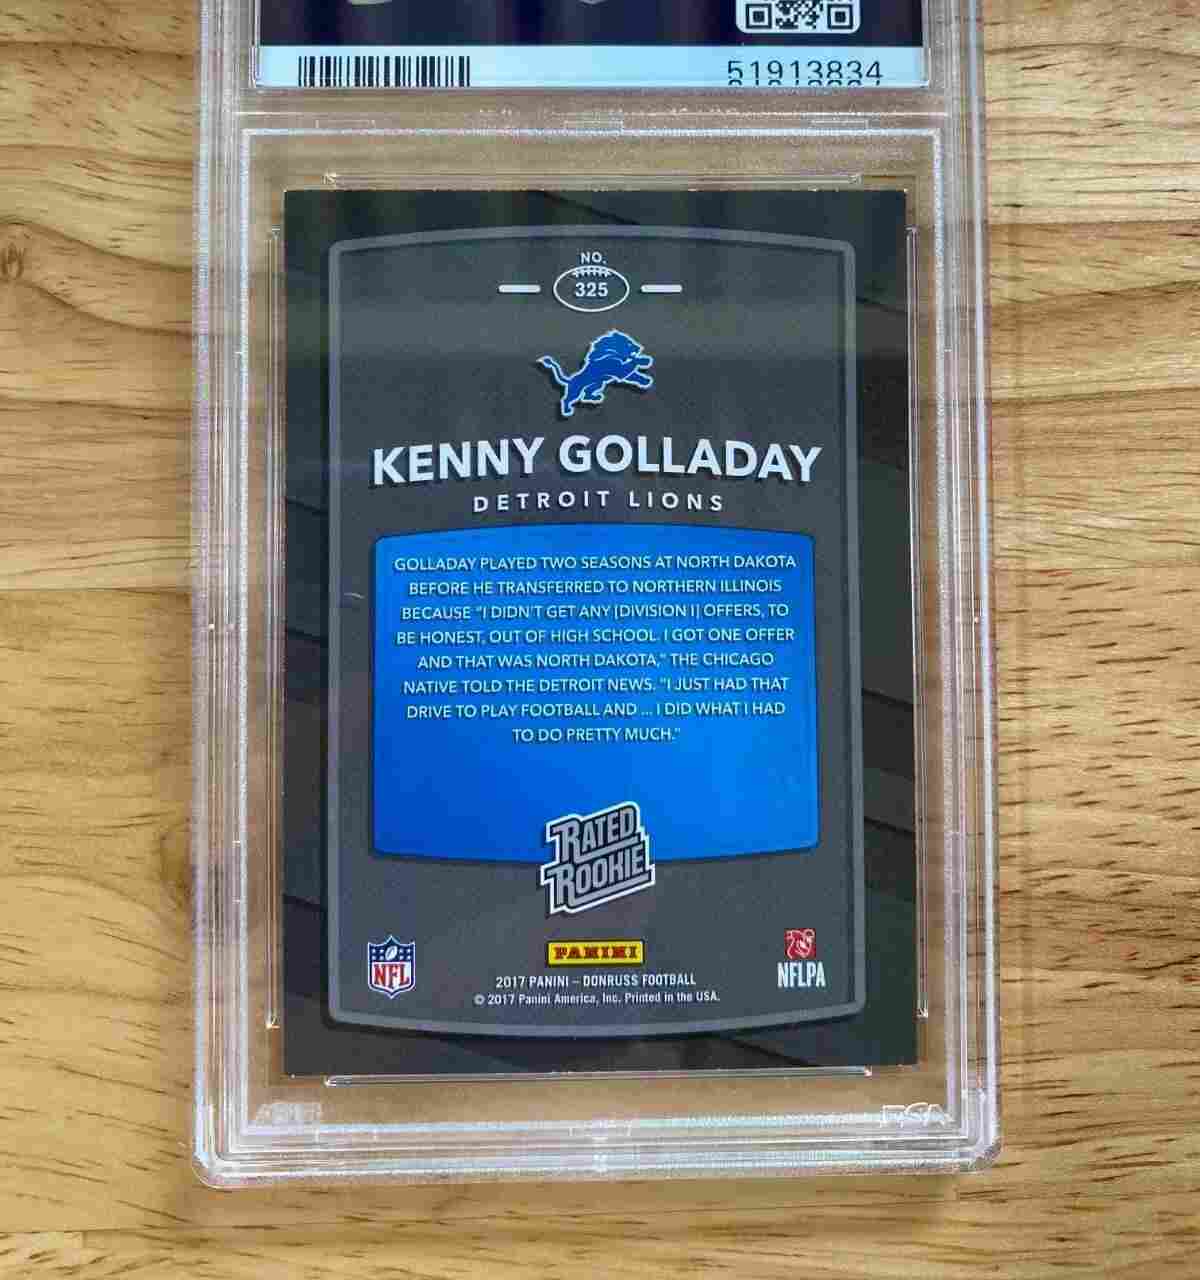 51913834
NO.
325
KENNY GOLLADAY
DETROIT LIONS
GOLLADAY PLAYED TWO SEASONS AT NORTH DAKOTA
BEFORE HE TRANSFERRED TO NORTHERN ILLINOIS
BECAUSE "I DIDN'T GET ANY [DIVISION I] OFFERS, TO
BE HONEST, OUT OF HIGH SCHOOL. I GOT ONE OFFER
AND THAT WAS NORTH DAKOTA," THE CHICAGO
NATIVE TOLD THE DETROIT NEWS. "I JUST HAD THAT
DRIVE TO PLAY FOOTBALL AND ... I DID WHAT I HAD
TO DO PRETTY MUCH."
RATED
ROOKIE
NFL
PANINI
NFLPA
2017 PANINI – DONRUSS FOOTBALL
© 2017 Panini America, Inc. Printed in the USA.
PSA